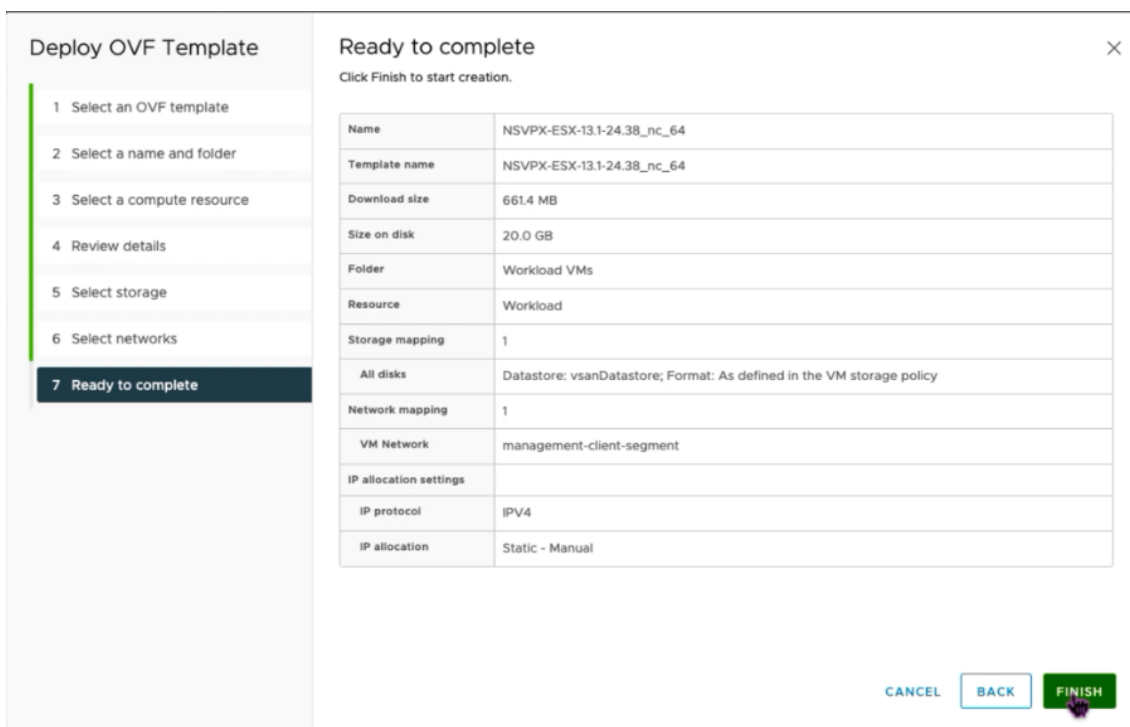 Deploy OVF Template
1 Select an OVF template
2 Select a name and folder
3 Select a compute resource
4 Review details
5 Select storage
6 Select networks
7 Ready to complete
Ready to complete
Click Finish to start creation.
Name NSVPX-ESX-13.1-24.38_nc_64
Template name NSVPX-ESX-13.1-24.38_nc_64
Download size 661.4 MB
Size on disk 20.0 GB
Folder Workload VMs
Resource Workload
Storage mapping 1
All disks Datastore: vsanDatastore; Format: As defined in the VM storage policy
Network mapping 1
VM Network management-client-segment
IP allocation settings
IP protocol IPV4
IP allocation Static - Manual
CANCEL BACK FINISH